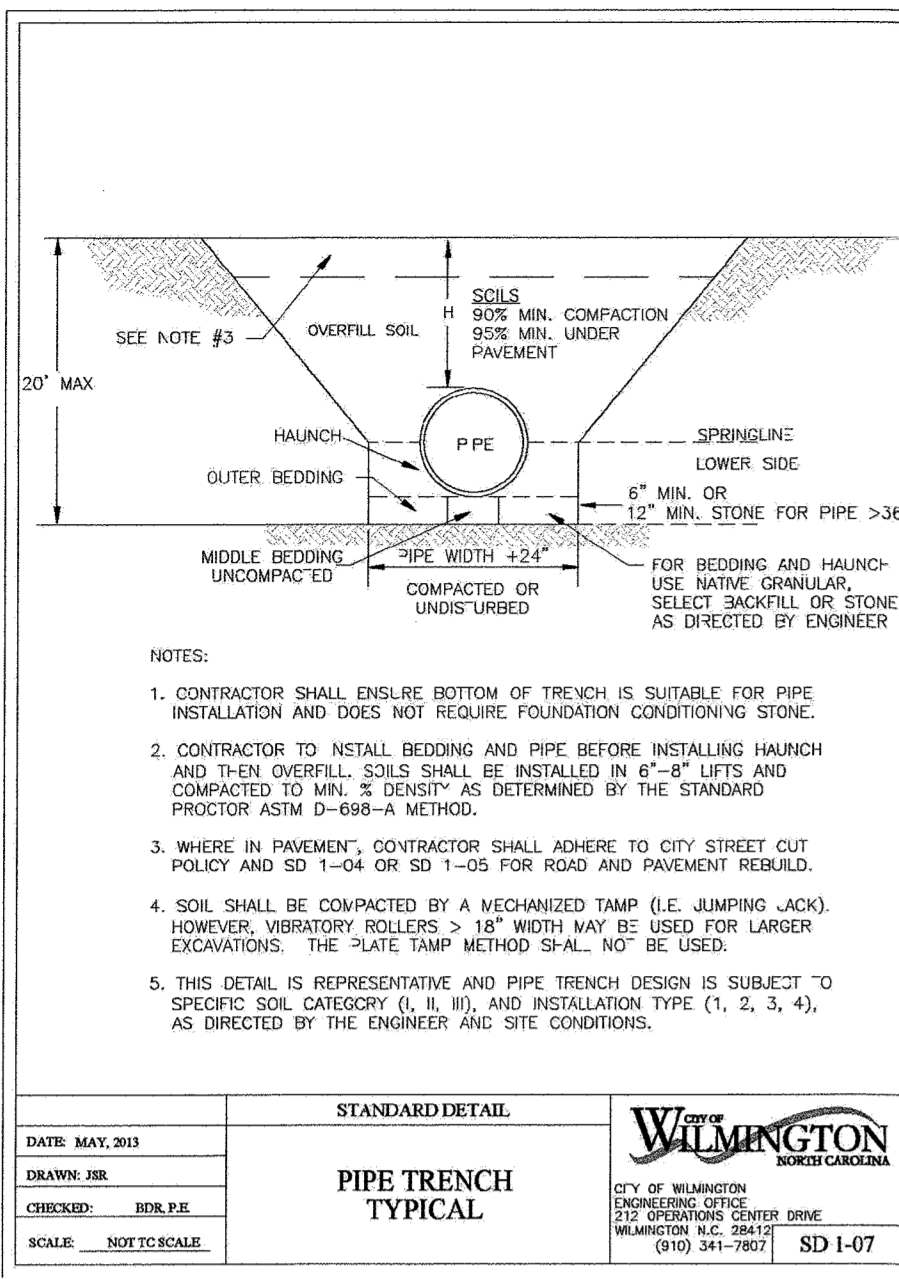 SOILS
90% MIN. COMPACTION
95% MIN. UNDER
PAVEMENT
H
OVERFILL SOIL
SEE NOTE #3
20' MAX
HAUNCH
PIPE
SPRINGLINE
LOWER SIDE
OUTER BEDDING
6" MIN. OR
12" MIN. STONE FOR PIPE >36
MIDDLE BEDDING
UNCOMPACTED
PIPE WIDTH +24"
COMPACTED OR
UNDISTURBED
FOR BEDDING AND HAUNCH
USE NATIVE GRANULAR,
SELECT BACKFILL OR STONE
AS DIRECTED BY ENGINEER
NOTES:
1. CONTRACTOR SHALL ENSURE BOTTOM OF TRENCH IS SUITABLE FOR PIPE
INSTALLATION AND DOES NOT REQUIRE FOUNDATION CONDITIONING STONE.
2. CONTRACTOR TO INSTALL BEDDING AND PIPE BEFORE INSTALLING HAUNCH
AND THEN OVERFILL. SOILS SHALL BE INSTALLED IN 6"-8" LIFTS AND
COMPACTED TO MIN. % DENSITY AS DETERMINED BY THE STANDARD
PROCTOR ASTM D-698-A METHOD.
3. WHERE IN PAVEMENT, CONTRACTOR SHALL ADHERE TO CITY STREET CUT
POLICY AND SD 1-04 OR SD 1-05 FOR ROAD AND PAVEMENT REBUILD.
4. SOIL SHALL BE COMPACTED BY A MECHANIZED TAMP (I.E. JUMPING JACK).
HOWEVER, VIBRATORY ROLLERS > 18" WIDTH MAY BE USED FOR LARGER
EXCAVATIONS. THE PLATE TAMP METHOD SHALL NOT BE USED.
5. THIS DETAIL IS REPRESENTATIVE AND PIPE TRENCH DESIGN IS SUBJECT TO
SPECIFIC SOIL CATEGORY (I, II, III), AND INSTALLATION TYPE (1, 2, 3, 4),
AS DIRECTED BY THE ENGINEER AND SITE CONDITIONS.
DATE: MAY, 2013
DRAWN: JSR
CHECKED: BDR, P.E.
SCALE: NOT TO SCALE
STANDARD DETAIL
PIPE TRENCH
TYPICAL
CITY OF
WILMINGTON
NORTH CAROLINA
CITY OF WILMINGTON
ENGINEERING OFFICE
212 OPERATIONS CENTER DRIVE
WILMINGTON N.C. 28412
(910) 341-7807
SD 1-07